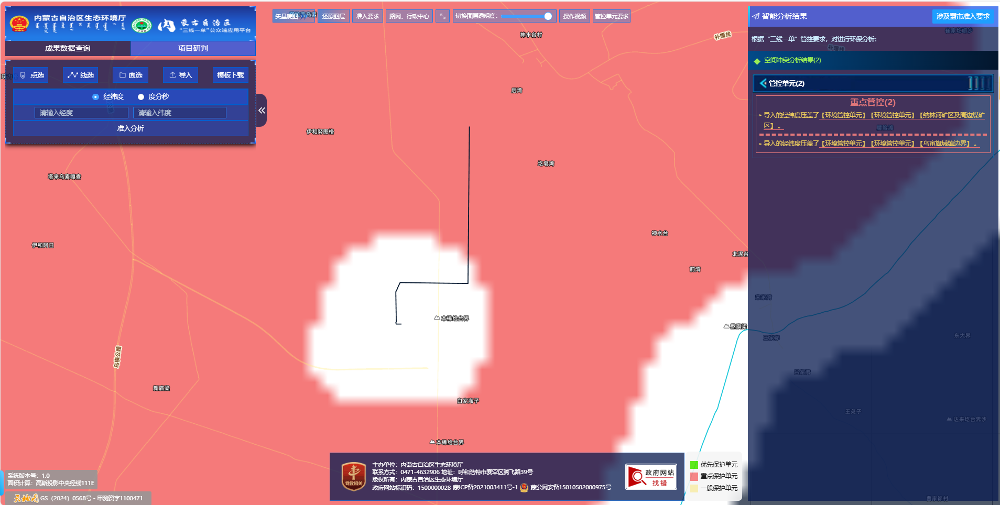 内蒙古自治区生态环境厅
蒙古自治区
“三线一单”公众端应用平台
成果数据查询
项目研判
点选
线选
面选
导入
模板下载
经纬度
度分秒
请输入经度
请输入纬度
准入分析
矢量底图
还原图层
准入要求
路网、行政中心
切换图层透明度：
操作视频
管控单元要求
智能分析结果
涉及盟市准入要求
根据“三线一单”管控要求，对进行环保分析：
空间冲突分析结果(2)
管控单元(2)
重点管控(2)
导入的经纬度压盖了【环境管控单元】【环境管控单元】【纳林河矿区及周边煤矿
区】 。
导入的经纬度压盖了【环境管控单元】【环境管控单元】【乌审旗城镇边界】 。
神水台村
补嘎线
补嘎线
后湾
伊和努图格
圪皂湾
塔来乌素嘎查
伊和阿日
神水台
北泥台
前湾
本棒给台界
乌横公路
新庙梁
白家海子
本棒给台界
宋家湾
王家峁
吕家湾
东大界
王尧子
达来圪台界沙
曹家峁村
主办单位：内蒙古自治区生态环境厅
联系方式：0471-4632906 地址：呼和浩特市赛罕区腾飞路39号
版权所有：内蒙古自治区生态环境厅
政府网站标识码：1500000028 蒙ICP备2021003411号-1 蒙公网安备15010502000975号
党政机关
政府网站
找错
优先保护单元
重点保护单元
一般保护单元
系统版本号：1.0
面积计算：高斯投影中央经线111E
天地图 GS（2024）0568号 - 甲测资字1100471